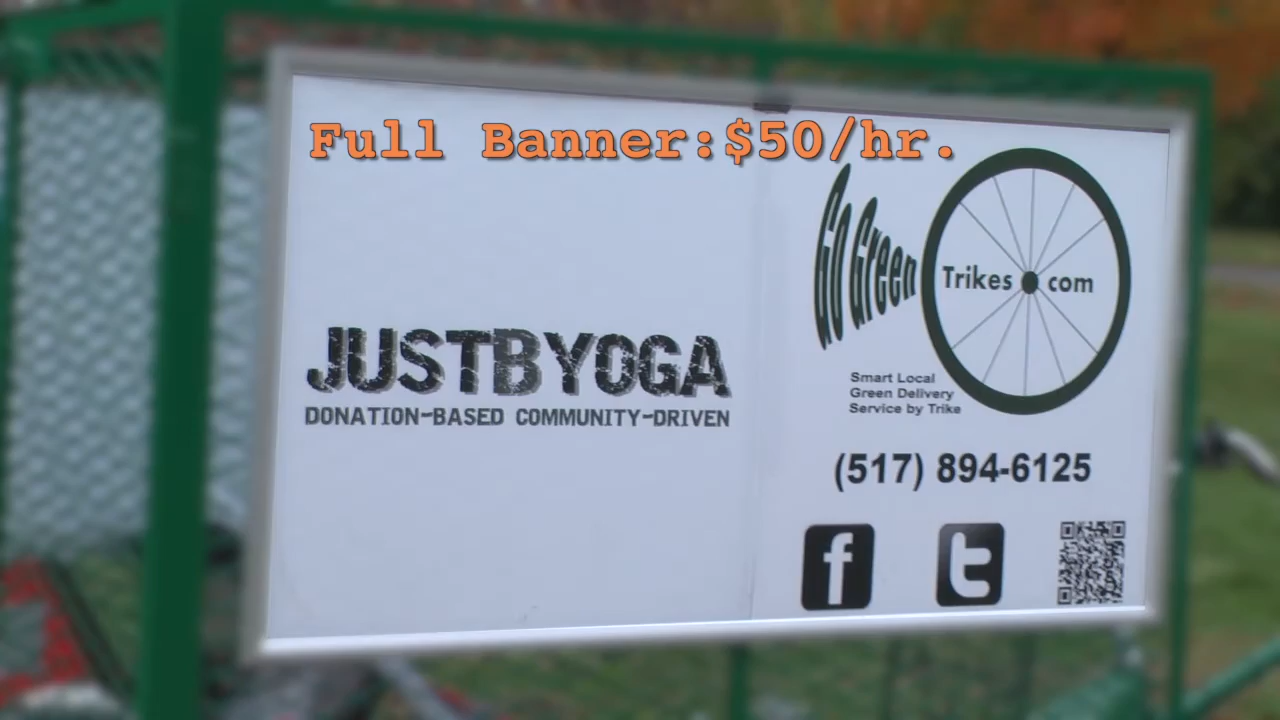 Full Banner:$50/hr.
JUSTBYOGA
DONATION-BASED COMMUNITY-DRIVEN
Go Green
Trikes com
Smart Local
Green Delivery
Service by Trike
(517) 894-6125
f t